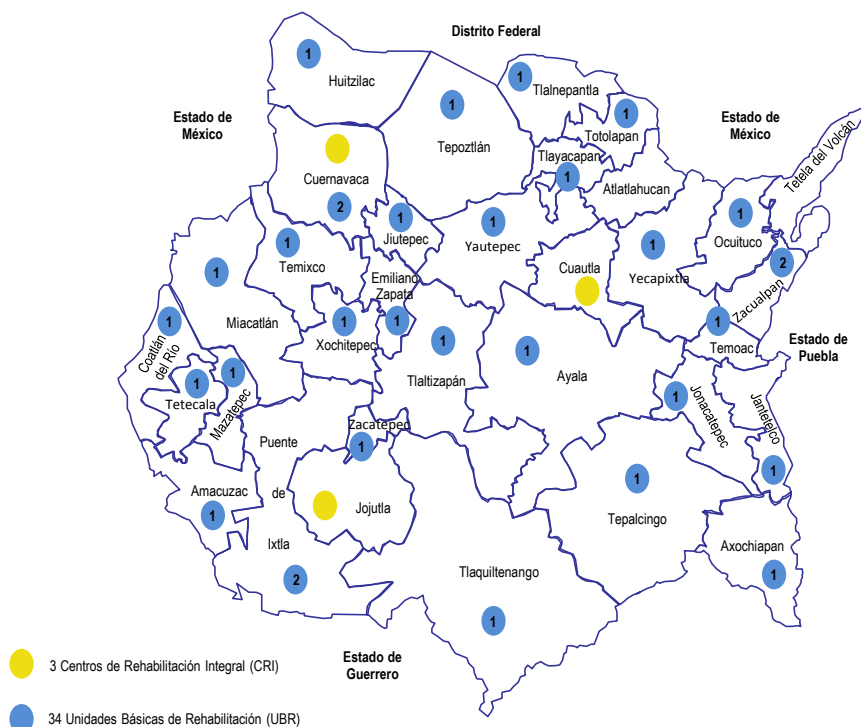 Distrito Federal
1
Huitzilac
1
Tlalnepantla
1
Tepoztlán
1
Totolapan
Estado de
México
Estado de
México
Tetela del Volcán
Cuernavaca
2
Tlayacapan
1
Atlatlahucan
1
Jiutepec
1
Yautepec
1
Ocuituco
1
Temixco
1
Yecapixtla
2
Zacualpan
Cuautla
Emiliano
Zapata
1
1
Miacatlán
1
Coatlán
del Río
1
Xochitepec
1
Temoac
Estado de
Puebla
1
Tlaltizapán
1
Ayala
1
Tetecala
1
Mazatepec
1
Jonacatepec
Jantetelco
1
Zacatepec
1
Puente
de
Ixtla
2
Amacuzac
1
Jojutla
1
Tepalcingo
Axochiapan
1
Tlaquiltenango
1
Estado de
Guerrero
3 Centros de Rehabilitación Integral (CRI)
34 Unidades Básicas de Rehabilitación (UBR)